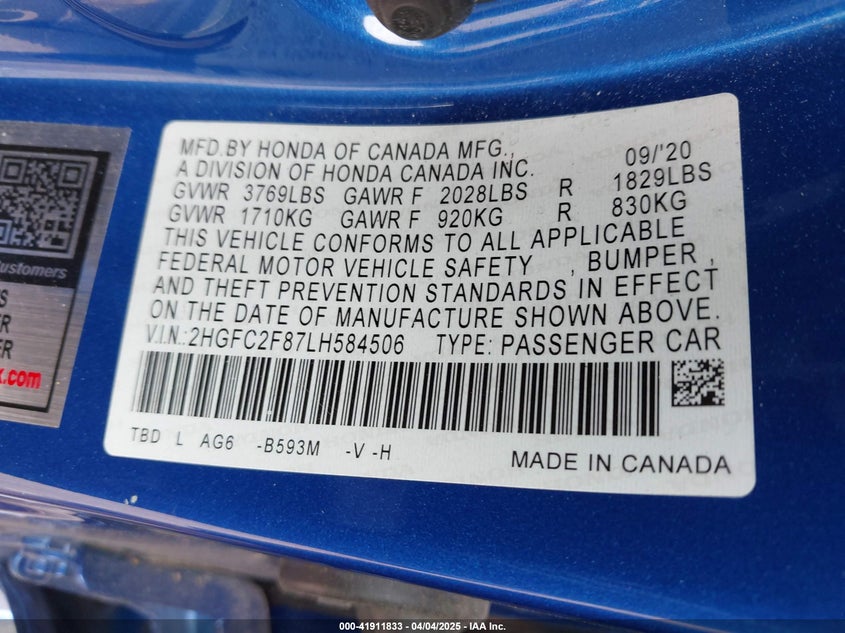 MFD.BY HONDA OF CANADA MFG., 09/'20
A DIVISION OF HONDA CANADA INC.
GVWR 3769LBS GAWR F 2028LBS R 1829LBS
GVWR 1710KG GAWR F 920KG R 830KG
THIS VEHICLE CONFORMS TO ALL APPLICABLE
FEDERAL MOTOR VEHICLE SAFETY , BUMPER ,
AND THEFT PREVENTION STANDARDS IN EFFECT
ON THE DATE OF MANUFACTURE SHOWN ABOVE.
V.I.N.:2HGFC2F87LH584506 TYPE: PASSENGER CAR
TBD L AG6 -B593M -V -H
MADE IN CANADA
Customers
000-41911833 - 04/04/2025 - IAA Inc.